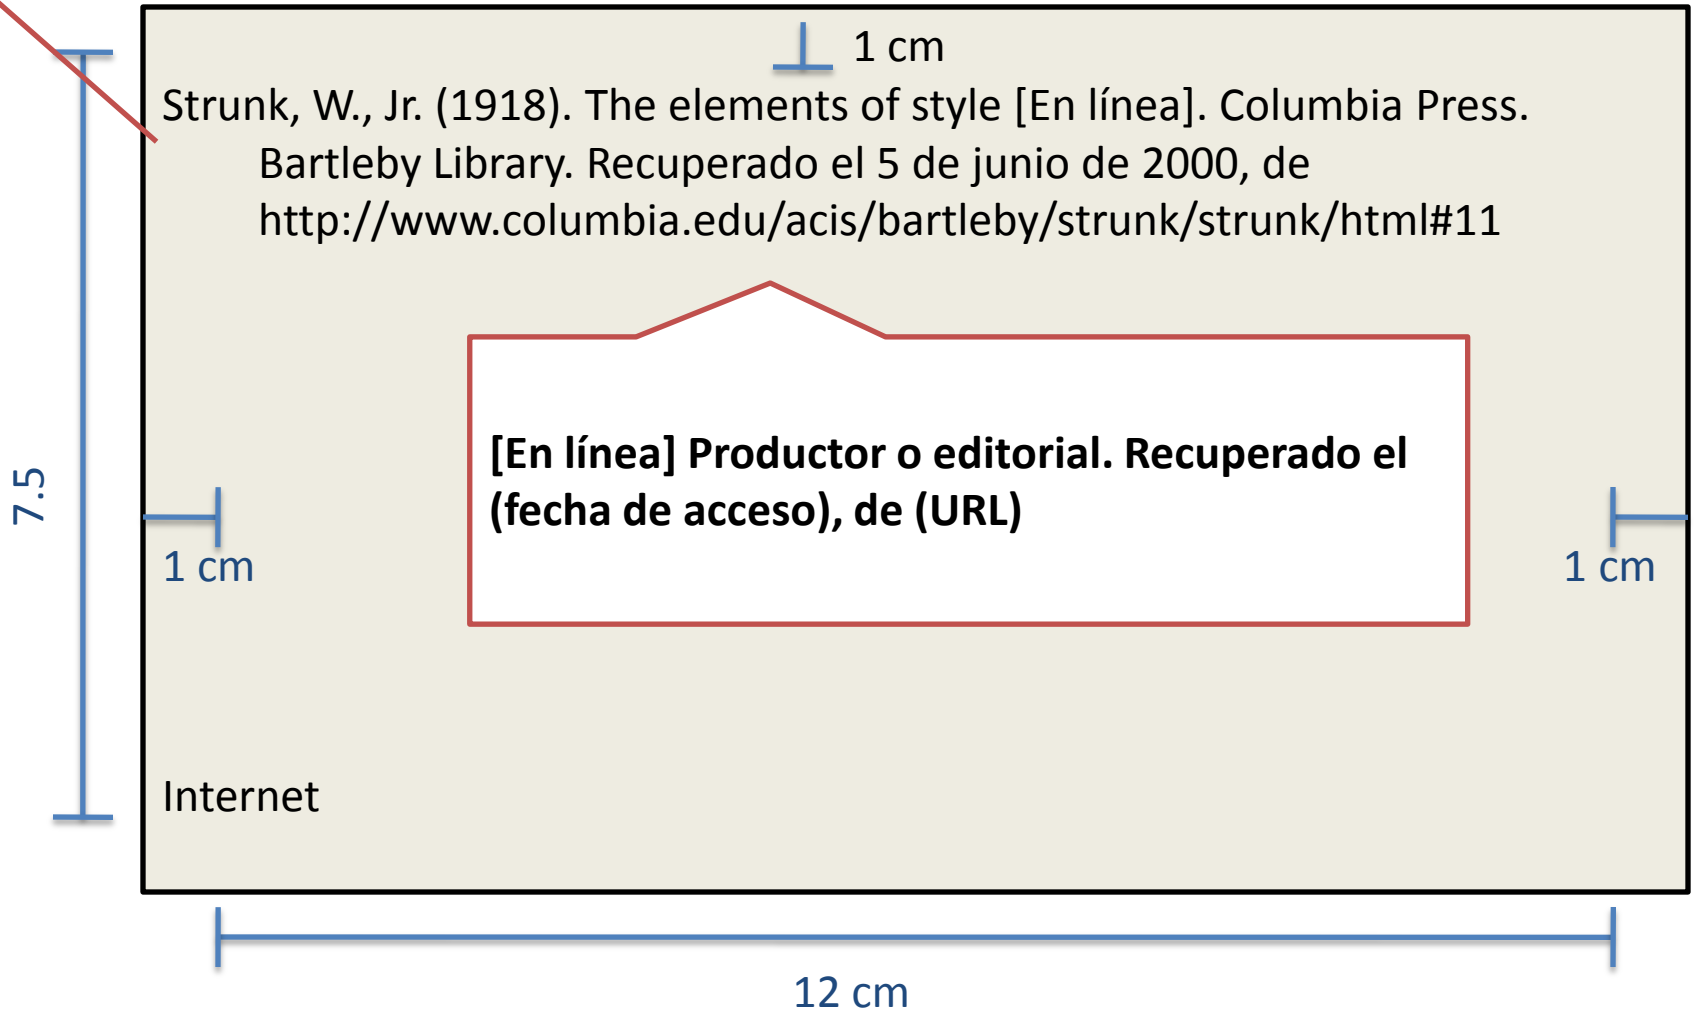 1 cm
Strunk, W., Jr. (1918). The elements of style [En línea]. Columbia Press.
Bartleby Library. Recuperado el 5 de junio de 2000, de
http://www.columbia.edu/acis/bartleby/strunk/strunk/html#11
[En línea] Productor o editorial. Recuperado el
(fecha de acceso), de (URL)
7.5
1 cm
1 cm
Internet
12 cm